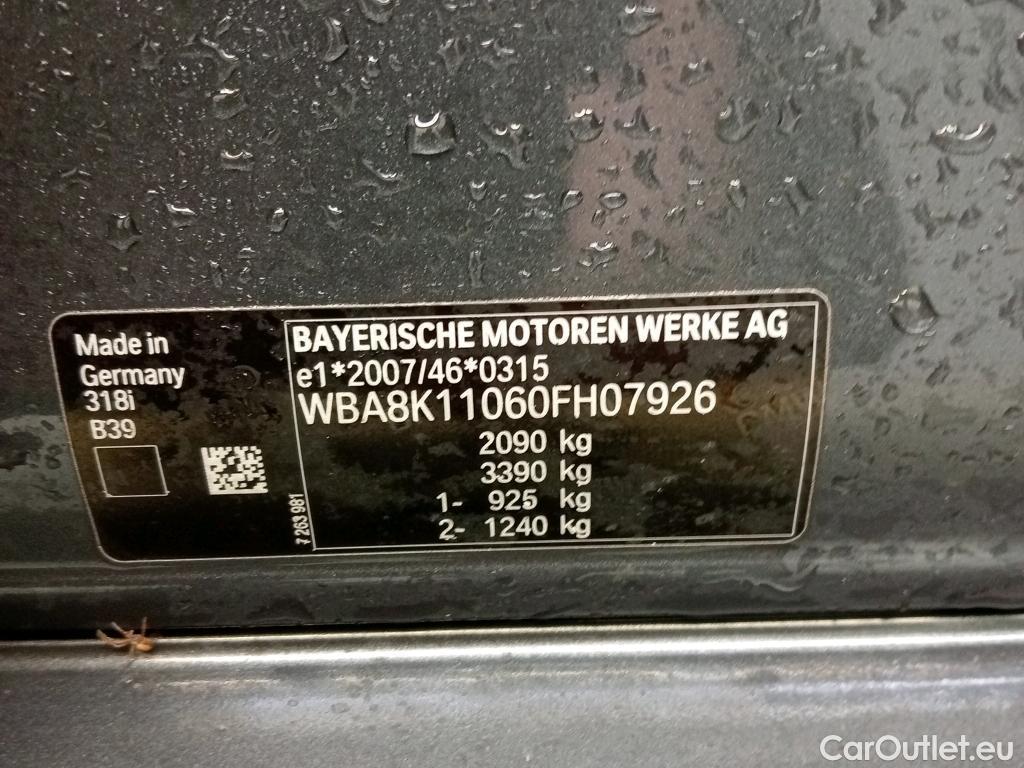 Made in
Germany
318i
B39
BAYERISCHE MOTOREN WERKE AG
e1*2007/46*0315
WBA8K11060FH07926
2090 kg
3390 kg
1- 925 kg
2- 1240 kg
7 263 981
CarOutlet.eu